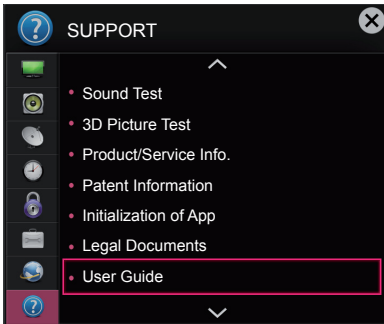 SUPPORT
Sound Test
3D Picture Test
Product/Service Info.
Patent Information
Initialization of App
Legal Documents
User Guide